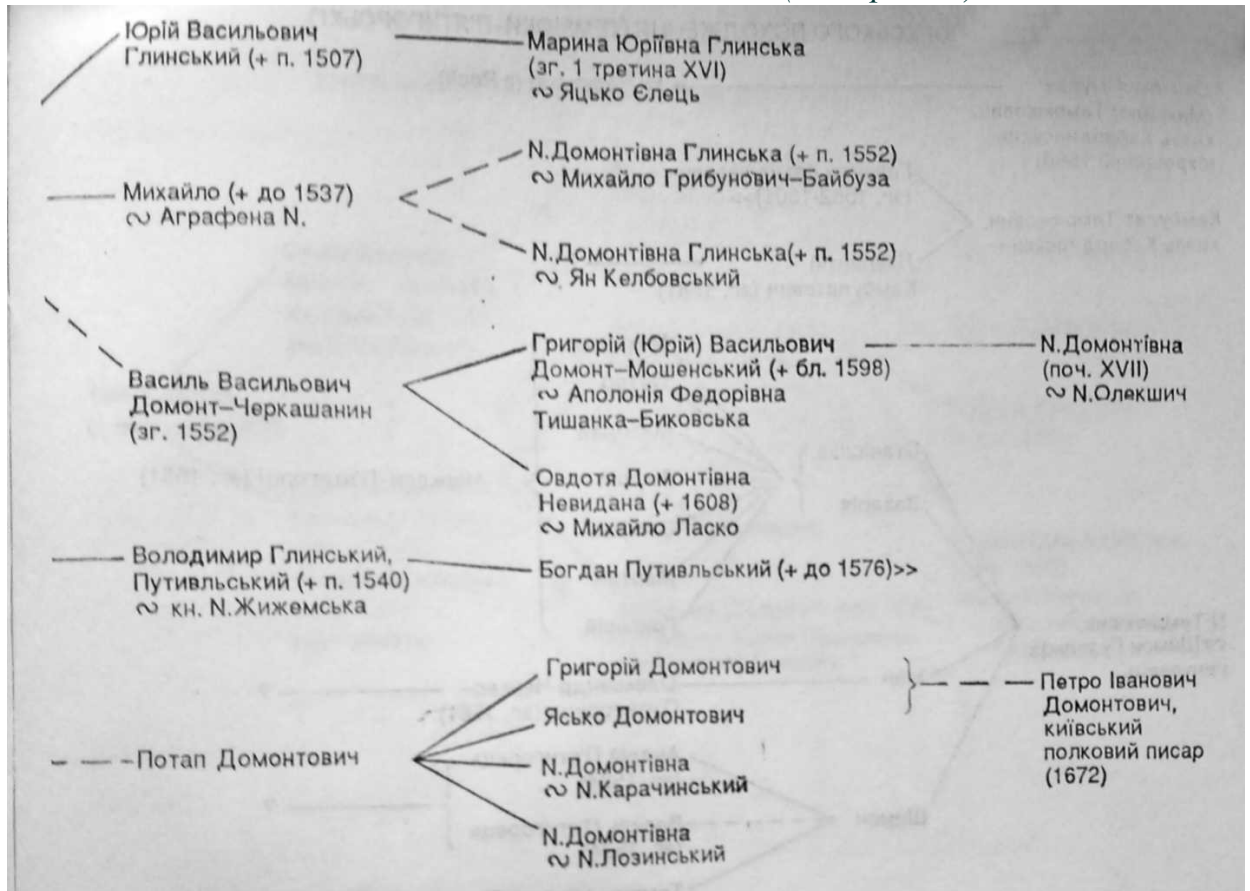 Юрій Васильович
Глинський (+ п. 1507)
Марина Юріївна Глинська
(зг. 1 третина XVI)
∾ Яцько Єлець
Михайло (+ до 1537)
∾ Аграфена N.
N.Домонтівна Глинська (+ п. 1552)
∾ Михайло Грибунович–Байбуза
N.Домонтівна Глинська(+ п. 1552)
∾ Ян Келбовський
Василь Васильович
Домонт–Черкашанин
(зг. 1552)
Григорій (Юрій) Васильович
Домонт-Мошенський (+ бл. 1598)
∾ Аполонія Федорівна
Тишанка–Биковська
N.Домонтівна
(поч. XVII)
∾ N.Олекшич
Овдотя Домонтівна
Невидана (+ 1608)
∾ Михайло Ласко
Володимир Глинський,
Путивльський (+ п. 1540)
∾ кн. N.Жижемська
Богдан Путивльський (+ до 1576)>>
Потап Домонтович
Григорій Домонтович
Ясько Домонтович
N.Домонтівна
∾ N.Карачинський
N.Домонтівна
∾ N.Лозинський
Петро Іванович
Домонтович,
київський
полковий писар
(1672)